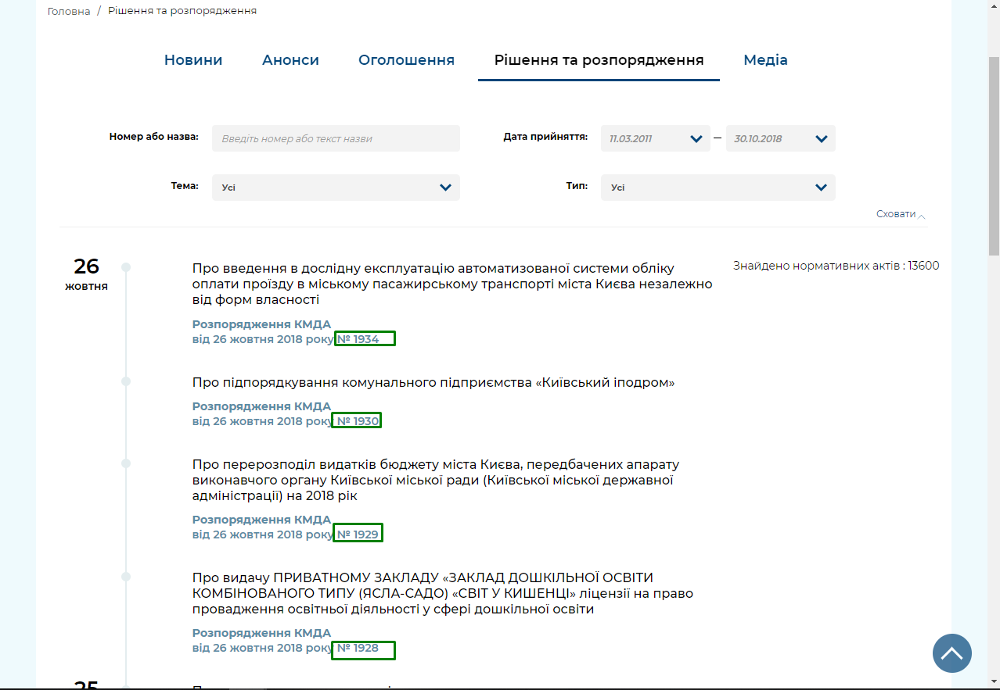 Головна / Рішення та розпорядження
Новини Анонси Оголошення Рішення та розпорядження Медіа
Номер або назва: Введіть номер або текст назви Дата прийняття: 11.03.2011 – 30.10.2018
Тема: Усі Тип: Усі
Сховати
26
жовтня
Про введення в дослідну експлуатацію автоматизованої системи обліку
оплати проїзду в міському пасажирському транспорті міста Києва незалежно
від форм власності
Знайдено нормативних актів : 13600
Розпорядження КМДА
від 26 жовтня 2018 року № 1934
Про підпорядкування комунального підприємства «Київський іподром»
Розпорядження КМДА
від 26 жовтня 2018 року № 1930
Про перерозподіл видатків бюджету міста Києва, передбачених апарату
виконавчого органу Київської міської ради (Київської міської державної
адміністрації) на 2018 рік
Розпорядження КМДА
від 26 жовтня 2018 року № 1929
Про видачу ПРИВАТНОМУ ЗАКЛАДУ «ЗАКЛАД ДОШКІЛЬНОЇ ОСВІТИ
КОМБІНОВАНОГО ТИПУ (ЯСЛА-САДО) «СВІТ У КИШЕНЦІ» ліцензії на право
провадження освітньої діяльності у сфері дошкільної освіти
Розпорядження КМДА
від 26 жовтня 2018 року № 1928
25